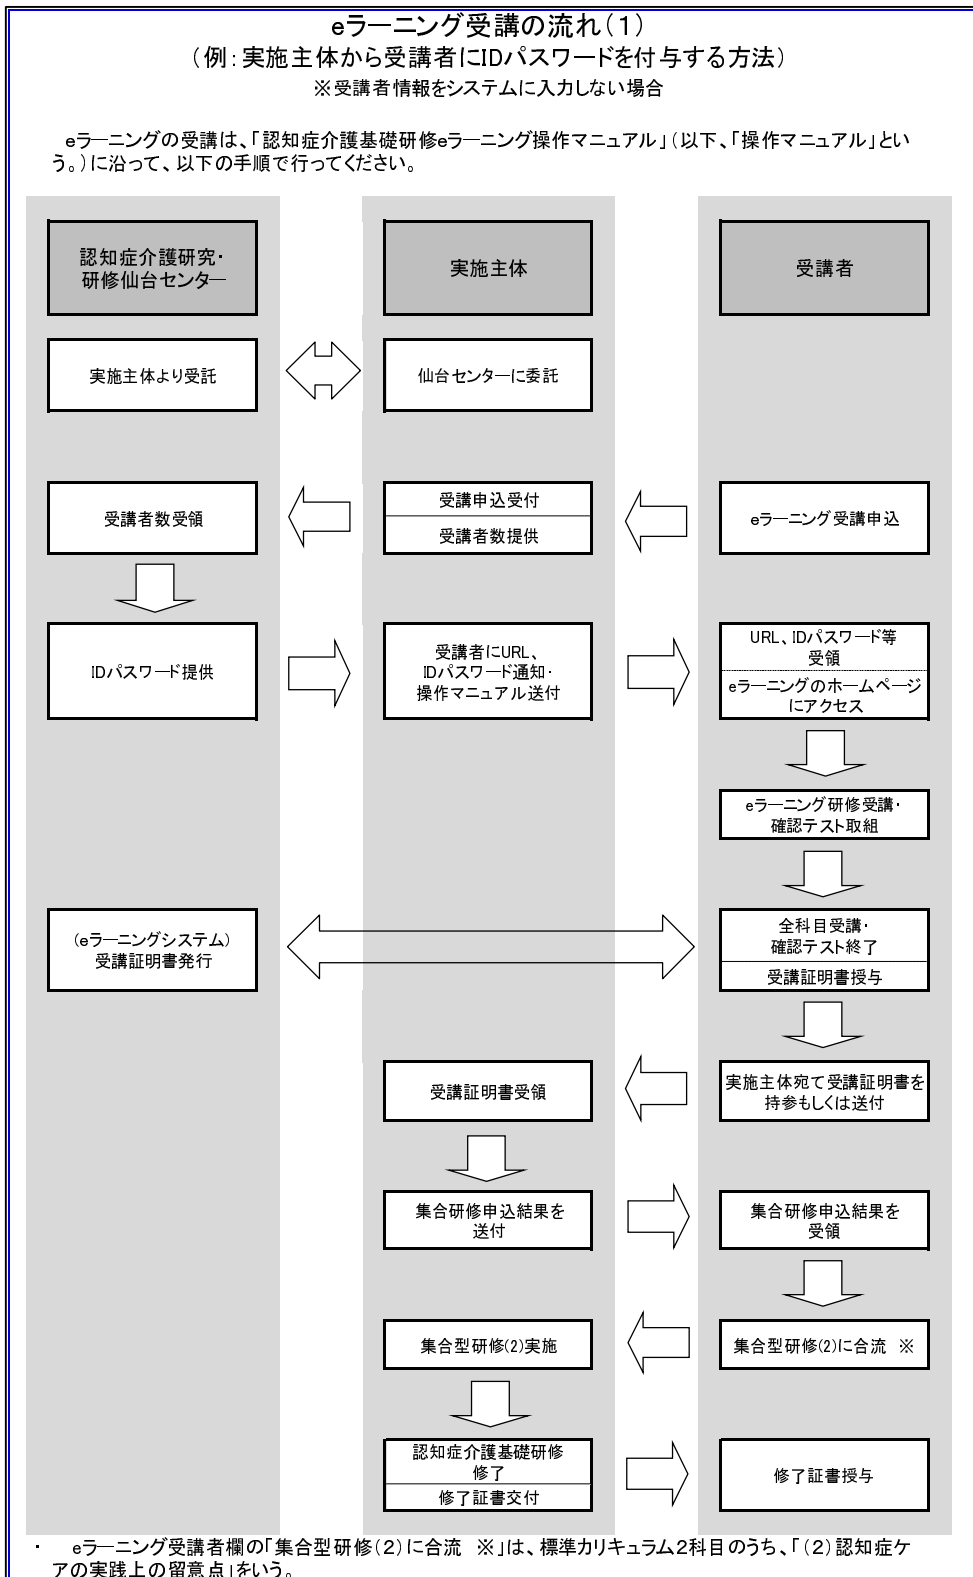 eラーニング受講の流れ(1)
(例:実施主体から受講者にIDパスワードを付与する方法)
※受講者情報をシステムに入力しない場合
eラーニングの受講は、「認知症介護基礎研修eラーニング操作マニュアル」(以下、「操作マニュアル」とい
う。)に沿って、以下の手順で行ってください。
認知症介護研究・
研修仙台センター
実施主体
受講者
実施主体より受託
仙台センターに委託
受講者数受領
受講申込受付
受講者数提供
eラーニング受講申込
IDパスワード提供
受講者にURL、
IDパスワード通知・
操作マニュアル送付
URL、IDパスワード等
受領
eラーニングのホームページ
にアクセス
eラーニング研修受講・
確認テスト取組
(eラーニングシステム)
受講証明書発行
全科目受講・
確認テスト終了
受講証明書授与
受講証明書受領
実施主体宛て受講証明書を
持参もしくは送付
集合研修申込結果を
送付
集合研修申込結果を
受領
集合型研修(2)実施
集合型研修(2)に合流 ※
認知症介護基礎研修
修了
修了証書交付
修了証書授与
・ eラーニング受講者欄の「集合型研修(2)に合流 ※」は、標準カリキュラム2科目のうち、「(2)認知症ケ
アの実践上の留意点」をいう。